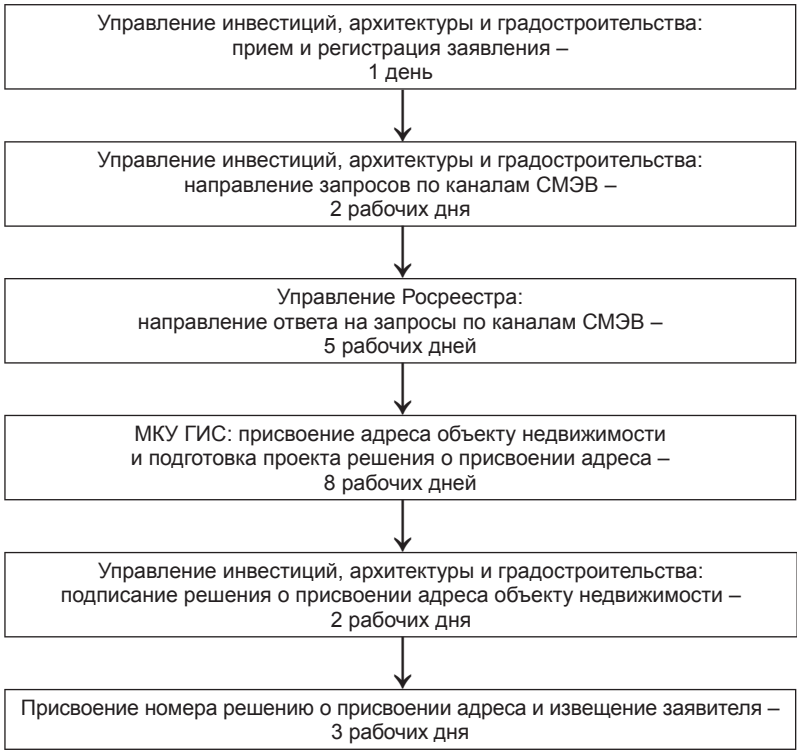 Управление инвестиций, архитектуры и градостроительства:
прием и регистрация заявления –
1 день
Управление инвестиций, архитектуры и градостроительства:
направление запросов по каналам СМЭВ –
2 рабочих дня
Управление Росреестра:
направление ответа на запросы по каналам СМЭВ –
5 рабочих дней
МКУ ГИС: присвоение адреса объекту недвижимости
и подготовка проекта решения о присвоении адреса –
8 рабочих дней
Управление инвестиций, архитектуры и градостроительства:
подписание решения о присвоении адреса объекту недвижимости –
2 рабочих дня
Присвоение номера решению о присвоении адреса и извещение заявителя –
3 рабочих дня